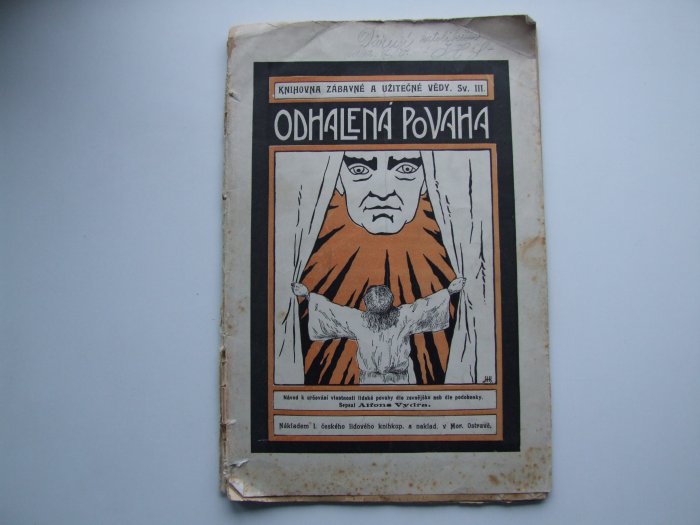 KNIHOVNA ZÁBAVNÉ A UŽITEČNÉ VĚDY. Sv. III.
ODHALENÁ POVAHA
Návod k určování vlastností lidské povahy dle zevnějšku neb dle podobenky.
Sepsal Alfons Vydra.
Nákladem I. českého lidového knihkup. a naklad. v Mor. Ostravě.